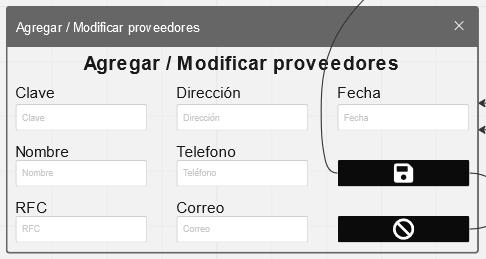 Agregar / Modificar proveedores
Agregar / Modificar proveedores
Clave Dirección Fecha
Clave Dirección Fecha
Nombre Telefono
Nombre Teléfono
RFC Correo
RFC Correo